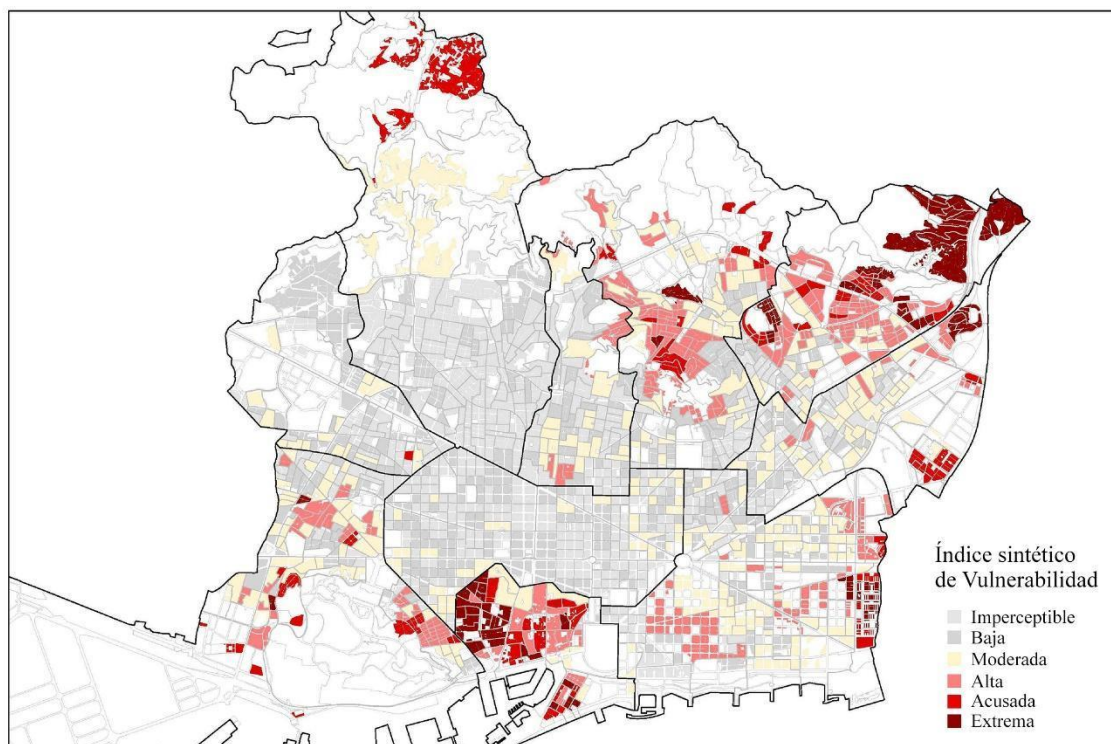 Índice sintético
de Vulnerabilidad
Imperceptible
Baja
Moderada
Alta
Acusada
Extrema